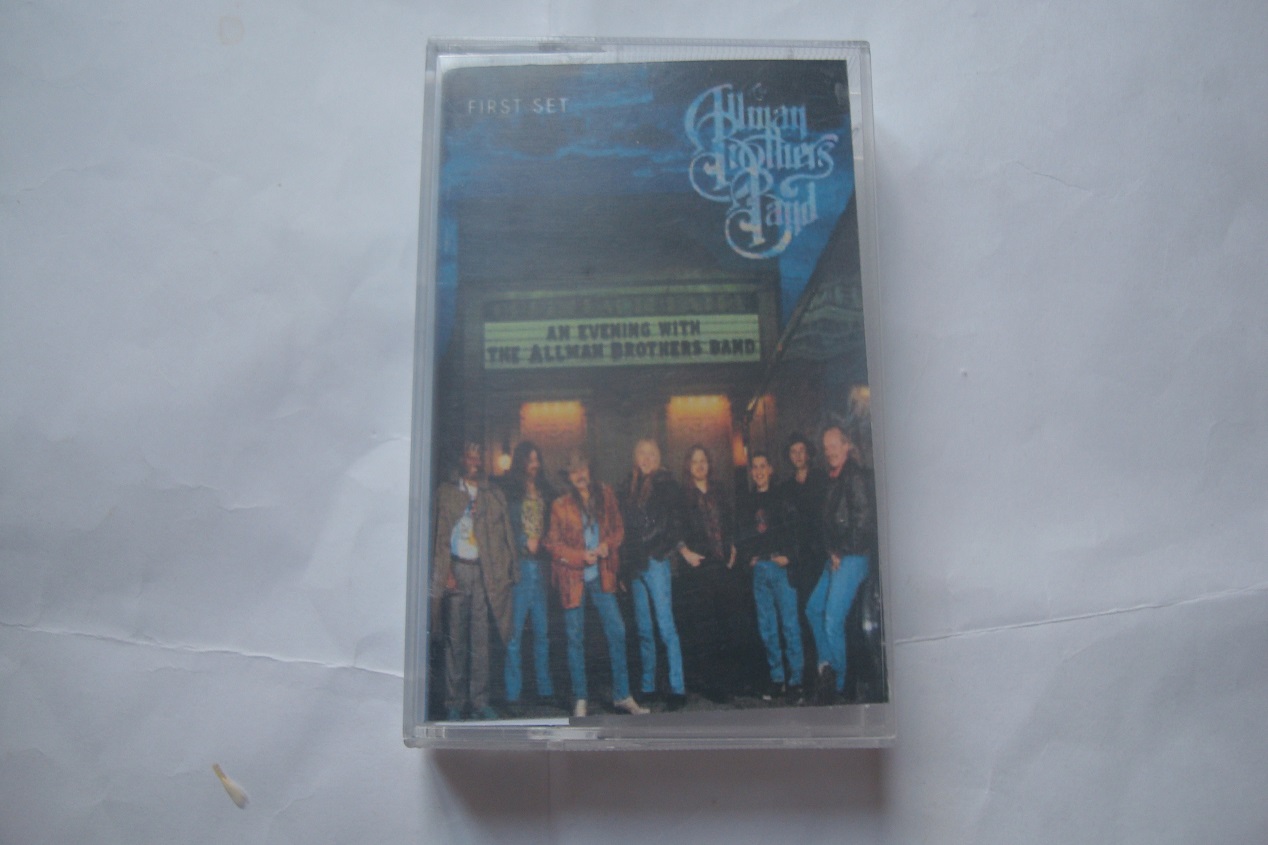 FIRST SET
Allman
Brothers
Band
AN EVENING WITH
THE ALLMAN BROTHERS BAND